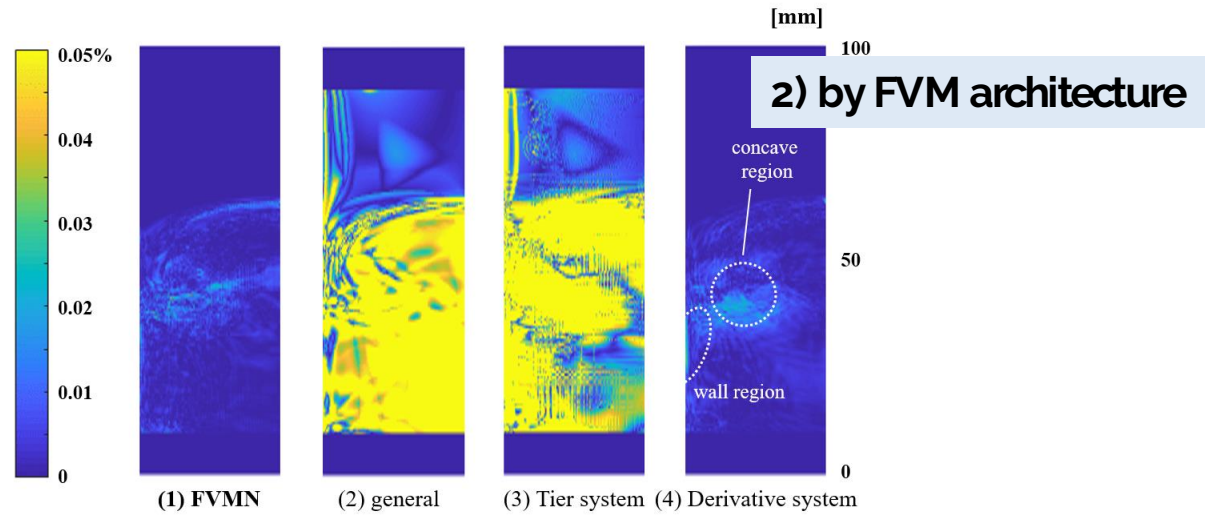 [mm]
0.05%
0.04
0.03
0.02
0.01
0
100
50
0
2) by FVM architecture
concave
region
wall region
(1) FVMN
(2) general
(3) Tier system
(4) Derivative system